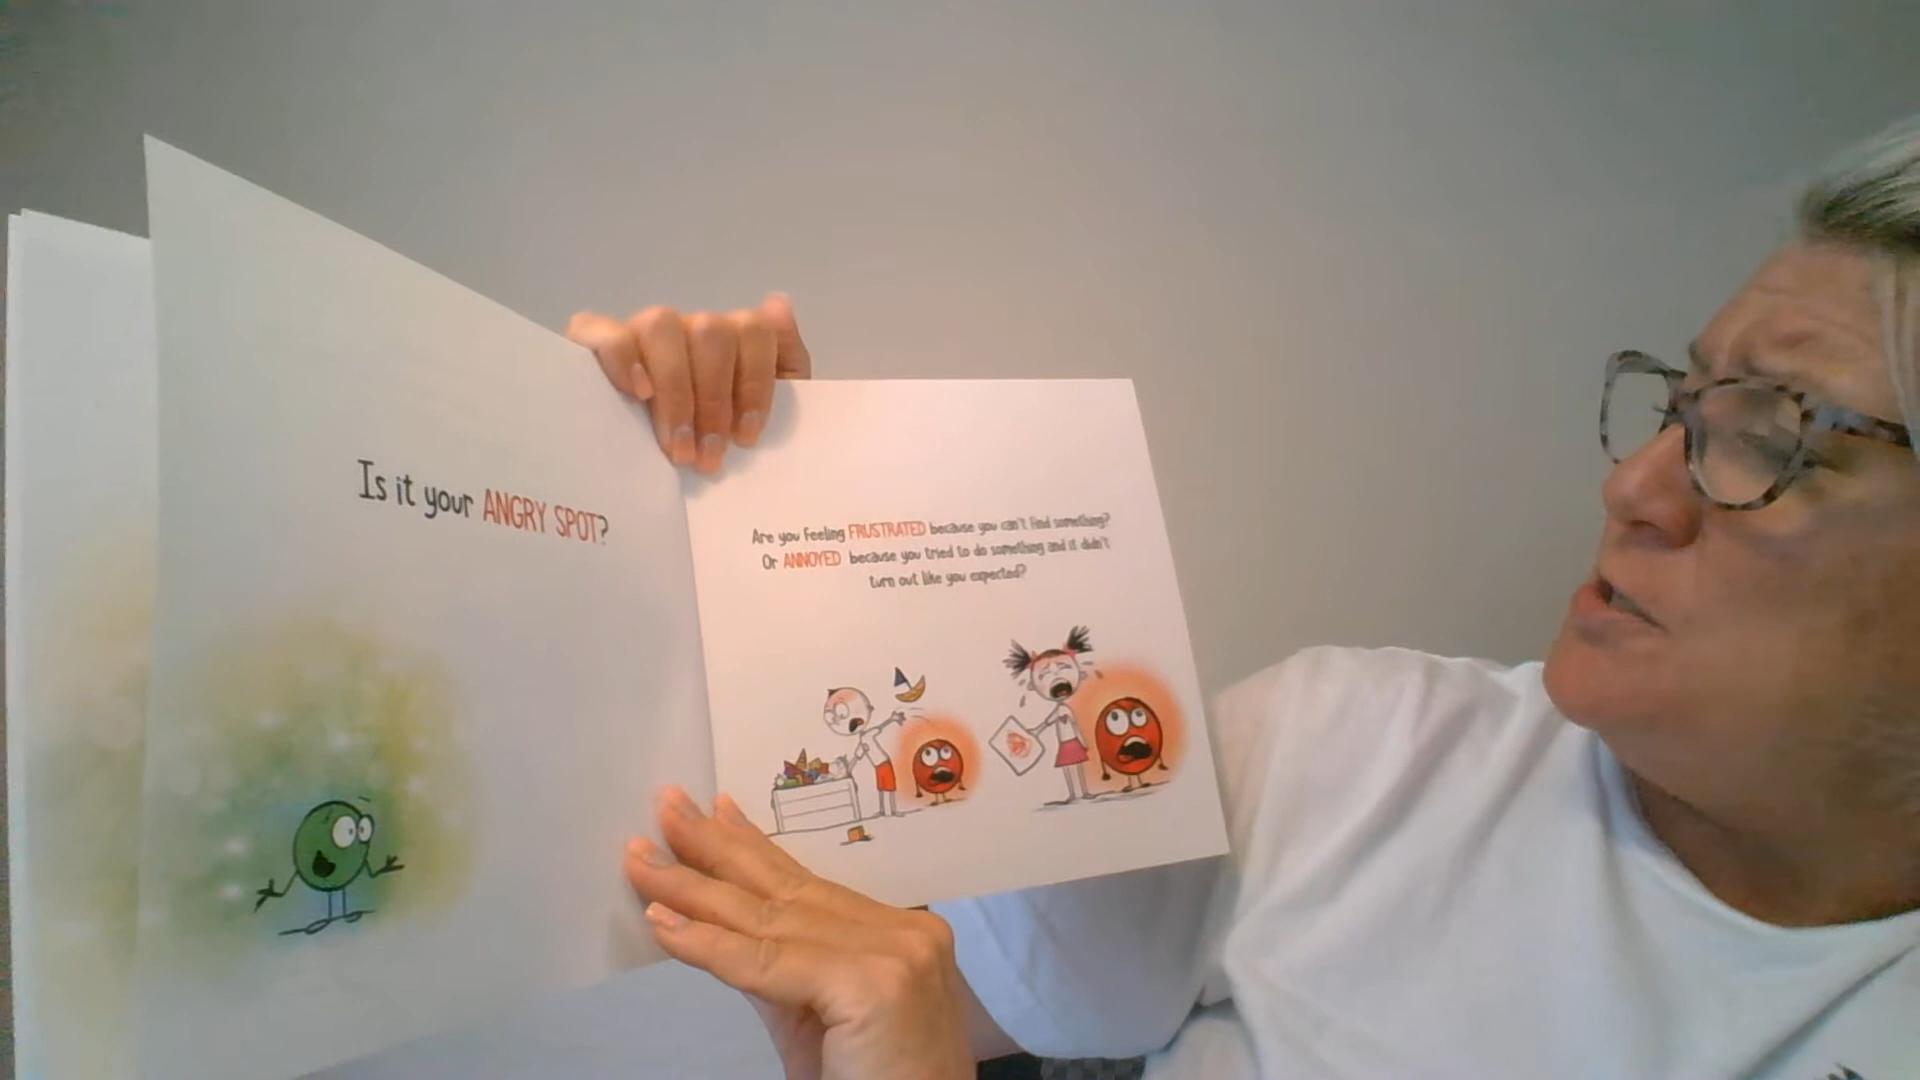 Is it your ANGRY SPOT?
Are you feeling FRUSTRATED because you can't find something?
Or ANNOYED because you tried to do something and it didn't
turn out like you expected?